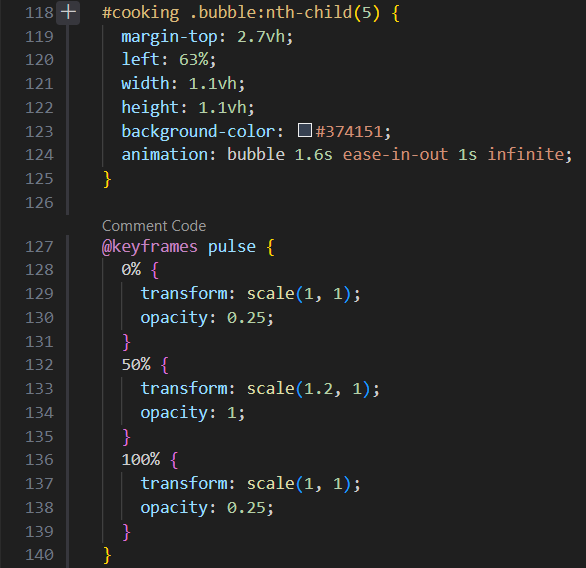 118 + #cooking .bubble:nth-child(5) {
119 margin-top: 2.7vh;
120 left: 63%;
121 width: 1.1vh;
122 height: 1.1vh;
123 background-color: #374151;
124 animation: bubble 1.6s ease-in-out 1s infinite;
125 }
126
Comment Code
127 @keyframes pulse {
128 0% {
129 transform: scale(1, 1);
130 opacity: 0.25;
131 }
132 50% {
133 transform: scale(1.2, 1);
134 opacity: 1;
135 }
136 100% {
137 transform: scale(1, 1);
138 opacity: 0.25;
139 }
140 }